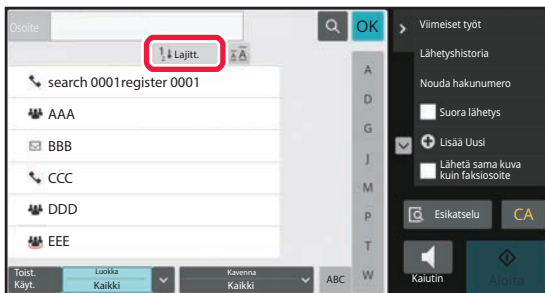 Osoite
OK
Lajitt.
search 0001register 0001
AAA
BBB
CCC
DDD
EEE
A
D
G
J
M
P
T
W
Toist.
Käyt.
Luokka
Kaikki
Kavenna
Kaikki
ABC
Viimeiset työt
Lähetyshistoria
Nouda hakunumero
Suora lähetys
Lisää Uusi
Lähetä sama kuva
kuin faksiosoite
Esikatselu
CA
Kaiutin
Aloita